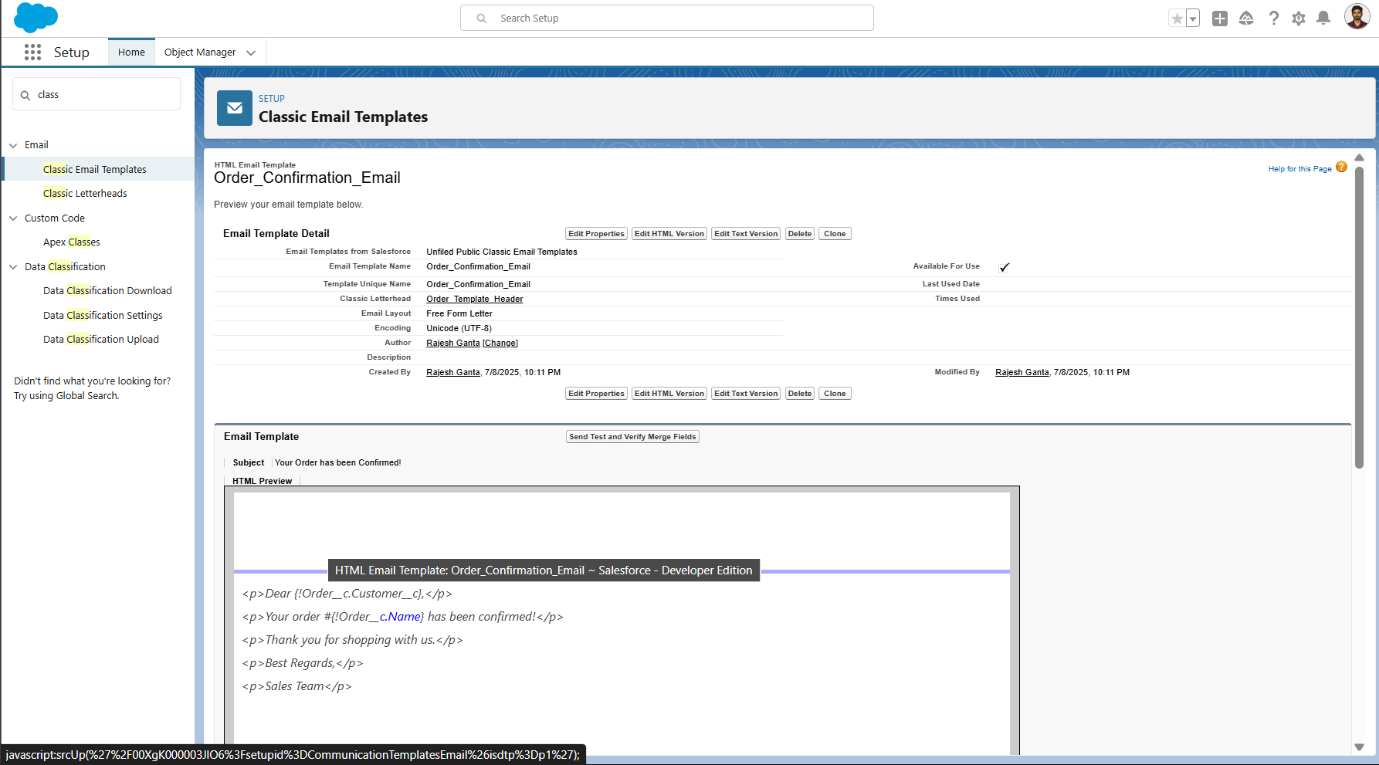 Search Setup
Setup
Home
Object Manager
class
Email
Classic Email Templates
Classic Letterheads
Custom Code
Apex Classes
Data Classification
Data Classification Download
Data Classification Settings
Data Classification Upload
Didn't find what you're looking for?
Try using Global Search.
SETUP
Classic Email Templates
HTML Email Template
Order_Confirmation_Email
Help for this Page ?
Preview your email template below.
Email Template Detail Edit Properties Edit HTML Version Edit Text Version Delete Clone
Email Templates from Salesforce Unfiled Public Classic Email Templates
Email Template Name Order_Confirmation_Email Available For Use ✓
Template Unique Name Order_Confirmation_Email Last Used Date
Classic Letterhead Order_Template_Header Times Used
Email Layout Free Form Letter
Encoding Unicode (UTF-8)
Author Rajesh Ganta [Change]
Description
Created By Rajesh Ganta, 7/8/2025, 10:11 PM Modified By Rajesh Ganta, 7/8/2025, 10:11 PM
Edit Properties Edit HTML Version Edit Text Version Delete Clone
Email Template Send Test and Verify Merge Fields
Subject Your Order has been Confirmed!
HTML Preview
HTML Email Template: Order_Confirmation_Email ~ Salesforce - Developer Edition
<p>Dear {!Order__c.Customer__c},</p>
<p>Your order #{!Order__c.Name} has been confirmed!</p>
<p>Thank you for shopping with us.</p>
<p>Best Regards,</p>
<p>Sales Team</p>
javascript:srcUp(%27%2F00XgK000003JIO6%3Fsetupid%3DCommunicationTemplatesEmail%26isdtp%3Dp1%27);